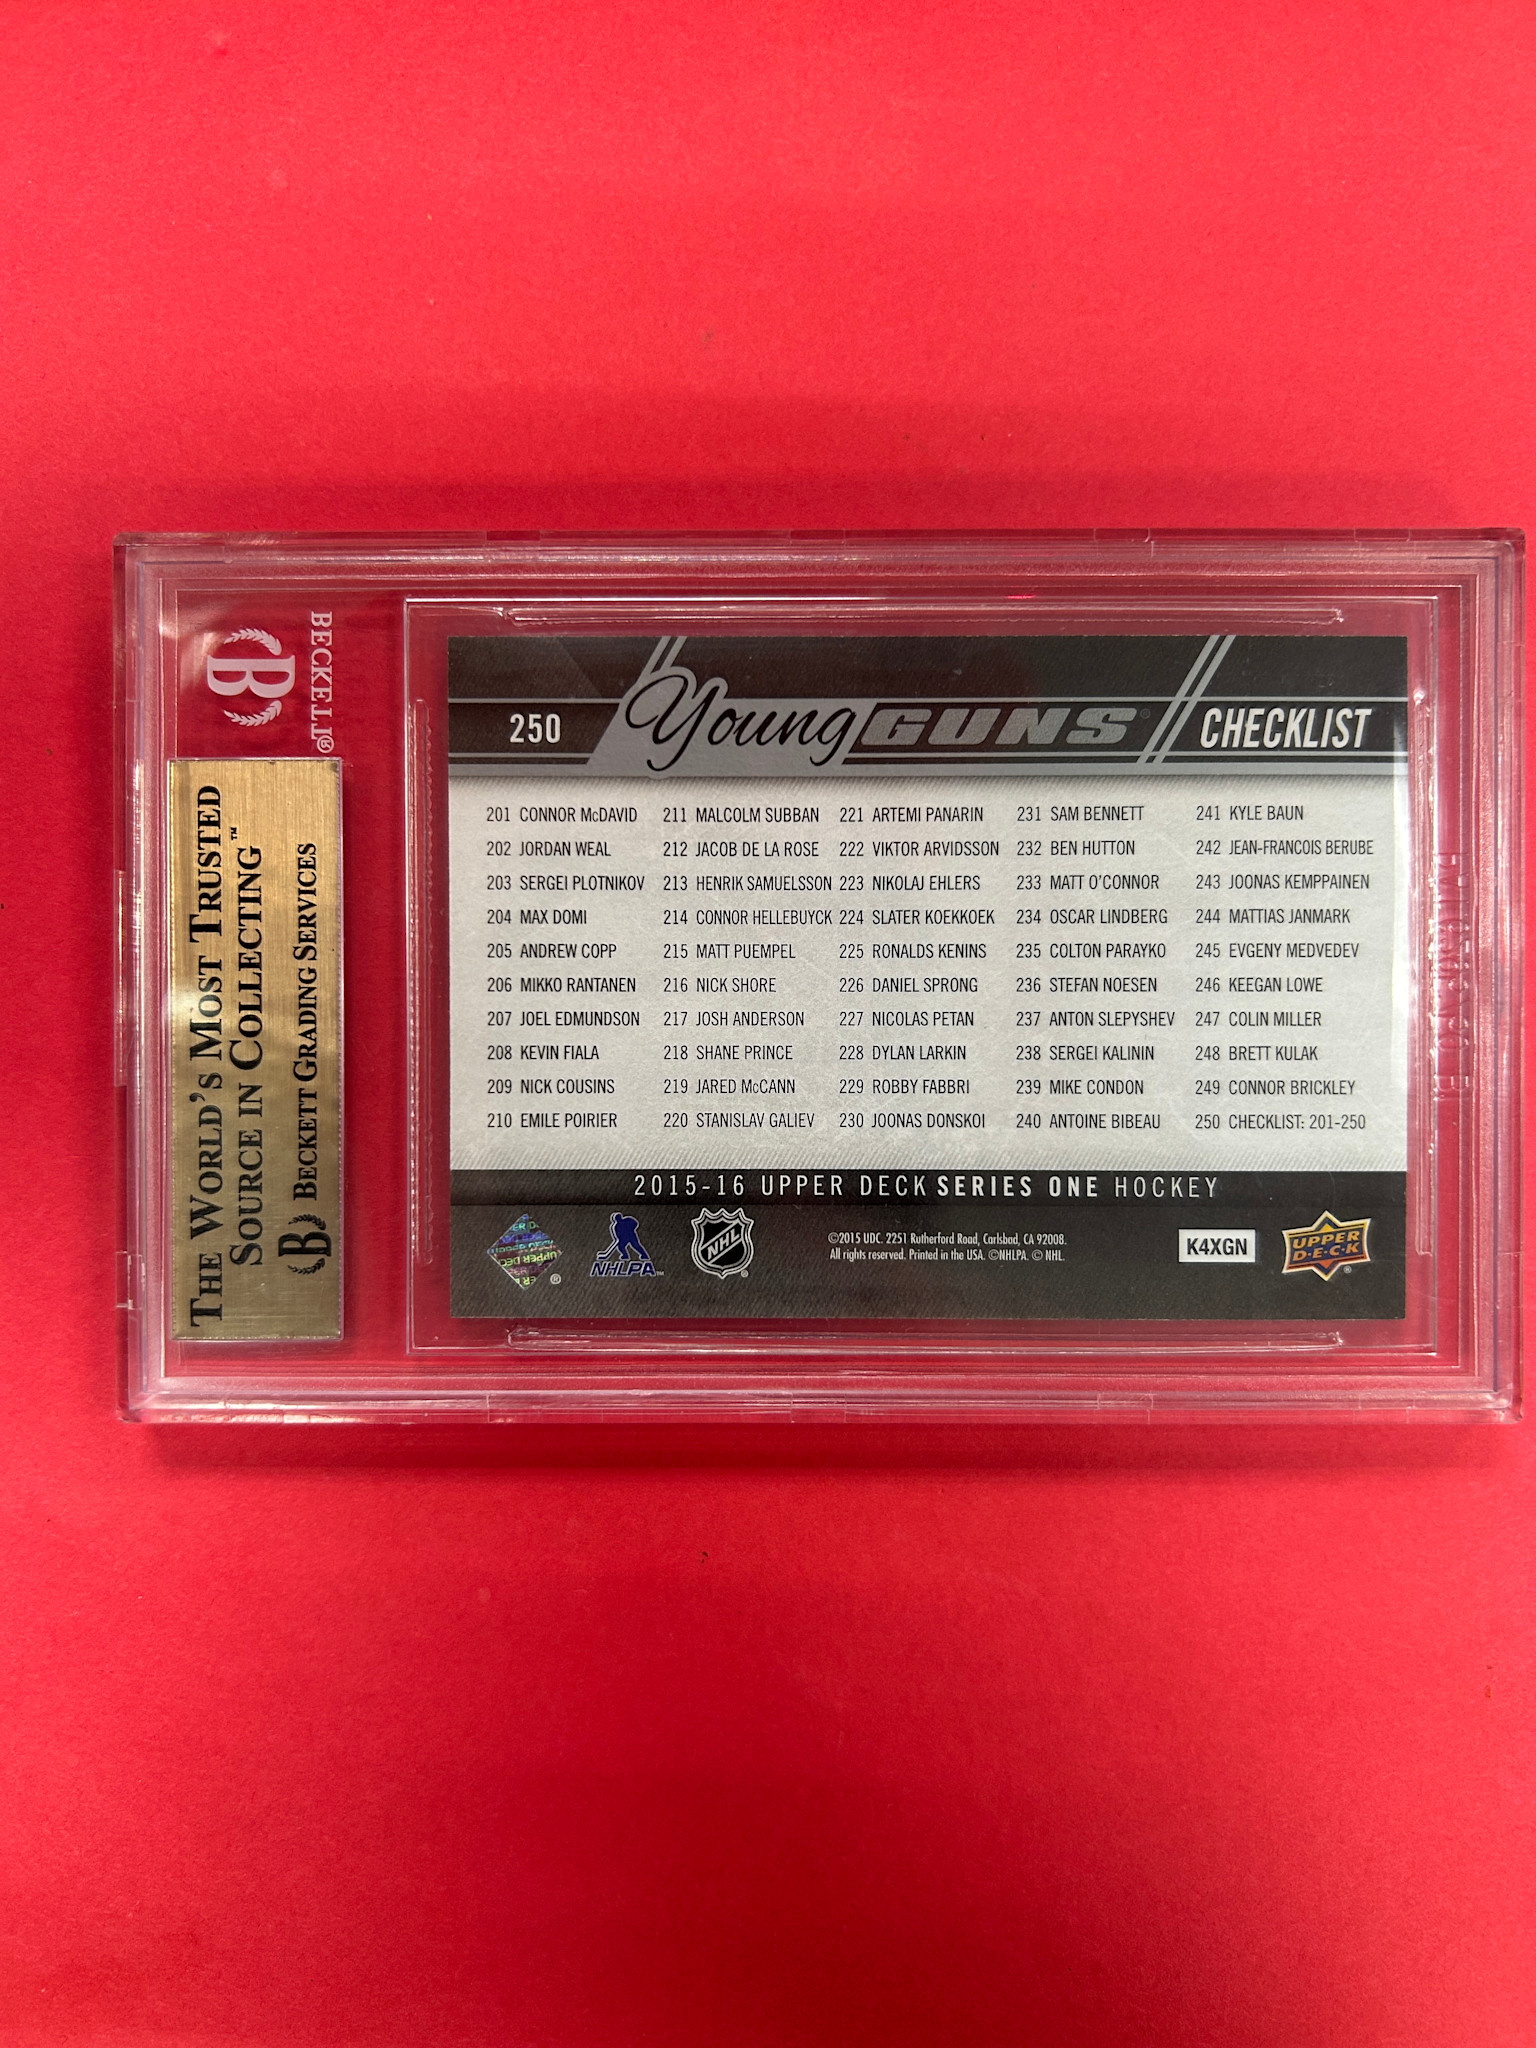 BECKETT®
B
THE WORLD'S MOST TRUSTED
SOURCE IN COLLECTING™
B BECKETT GRADING SERVICES
250 Young GUNS® CHECKLIST
201 CONNOR McDAVID
202 JORDAN WEAL
203 SERGEI PLOTNIKOV
204 MAX DOMI
205 ANDREW COPP
206 MIKKO RANTANEN
207 JOEL EDMUNDSON
208 KEVIN FIALA
209 NICK COUSINS
210 EMILE POIRIER
211 MALCOLM SUBBAN
212 JACOB DE LA ROSE
213 HENRIK SAMUELSSON
214 CONNOR HELLEBUYCK
215 MATT PUEMPEL
216 NICK SHORE
217 JOSH ANDERSON
218 SHANE PRINCE
219 JARED McCANN
220 STANISLAV GALIEV
221 ARTEMI PANARIN
222 VIKTOR ARVIDSSON
223 NIKOLAJ EHLERS
224 SLATER KOEKKOEK
225 RONALDS KENINS
226 DANIEL SPRONG
227 NICOLAS PETAN
228 DYLAN LARKIN
229 ROBBY FABBRI
230 JOONAS DONSKOI
231 SAM BENNETT
232 BEN HUTTON
233 MATT O'CONNOR
234 OSCAR LINDBERG
235 COLTON PARAYKO
236 STEFAN NOESEN
237 ANTON SLEPYSHEV
238 SERGEI KALININ
239 MIKE CONDON
240 ANTOINE BIBEAU
241 KYLE BAUN
242 JEAN-FRANCOIS BERUBE
243 JOONAS KEMPPAINEN
244 MATTIAS JANMARK
245 EVGENY MEDVEDEV
246 KEEGAN LOWE
247 COLIN MILLER
248 BRETT KULAK
249 CONNOR BRICKLEY
250 CHECKLIST: 201-250
2015-16 UPPER DECK SERIES ONE HOCKEY
®
NHLPA™
NHL®
©2015 UDC. 2251 Rutherford Road, Carlsbad, CA 92008.
All rights reserved. Printed in the USA. ©NHLPA. © NHL.
K4XGN
UPPER
D·E·C·K®